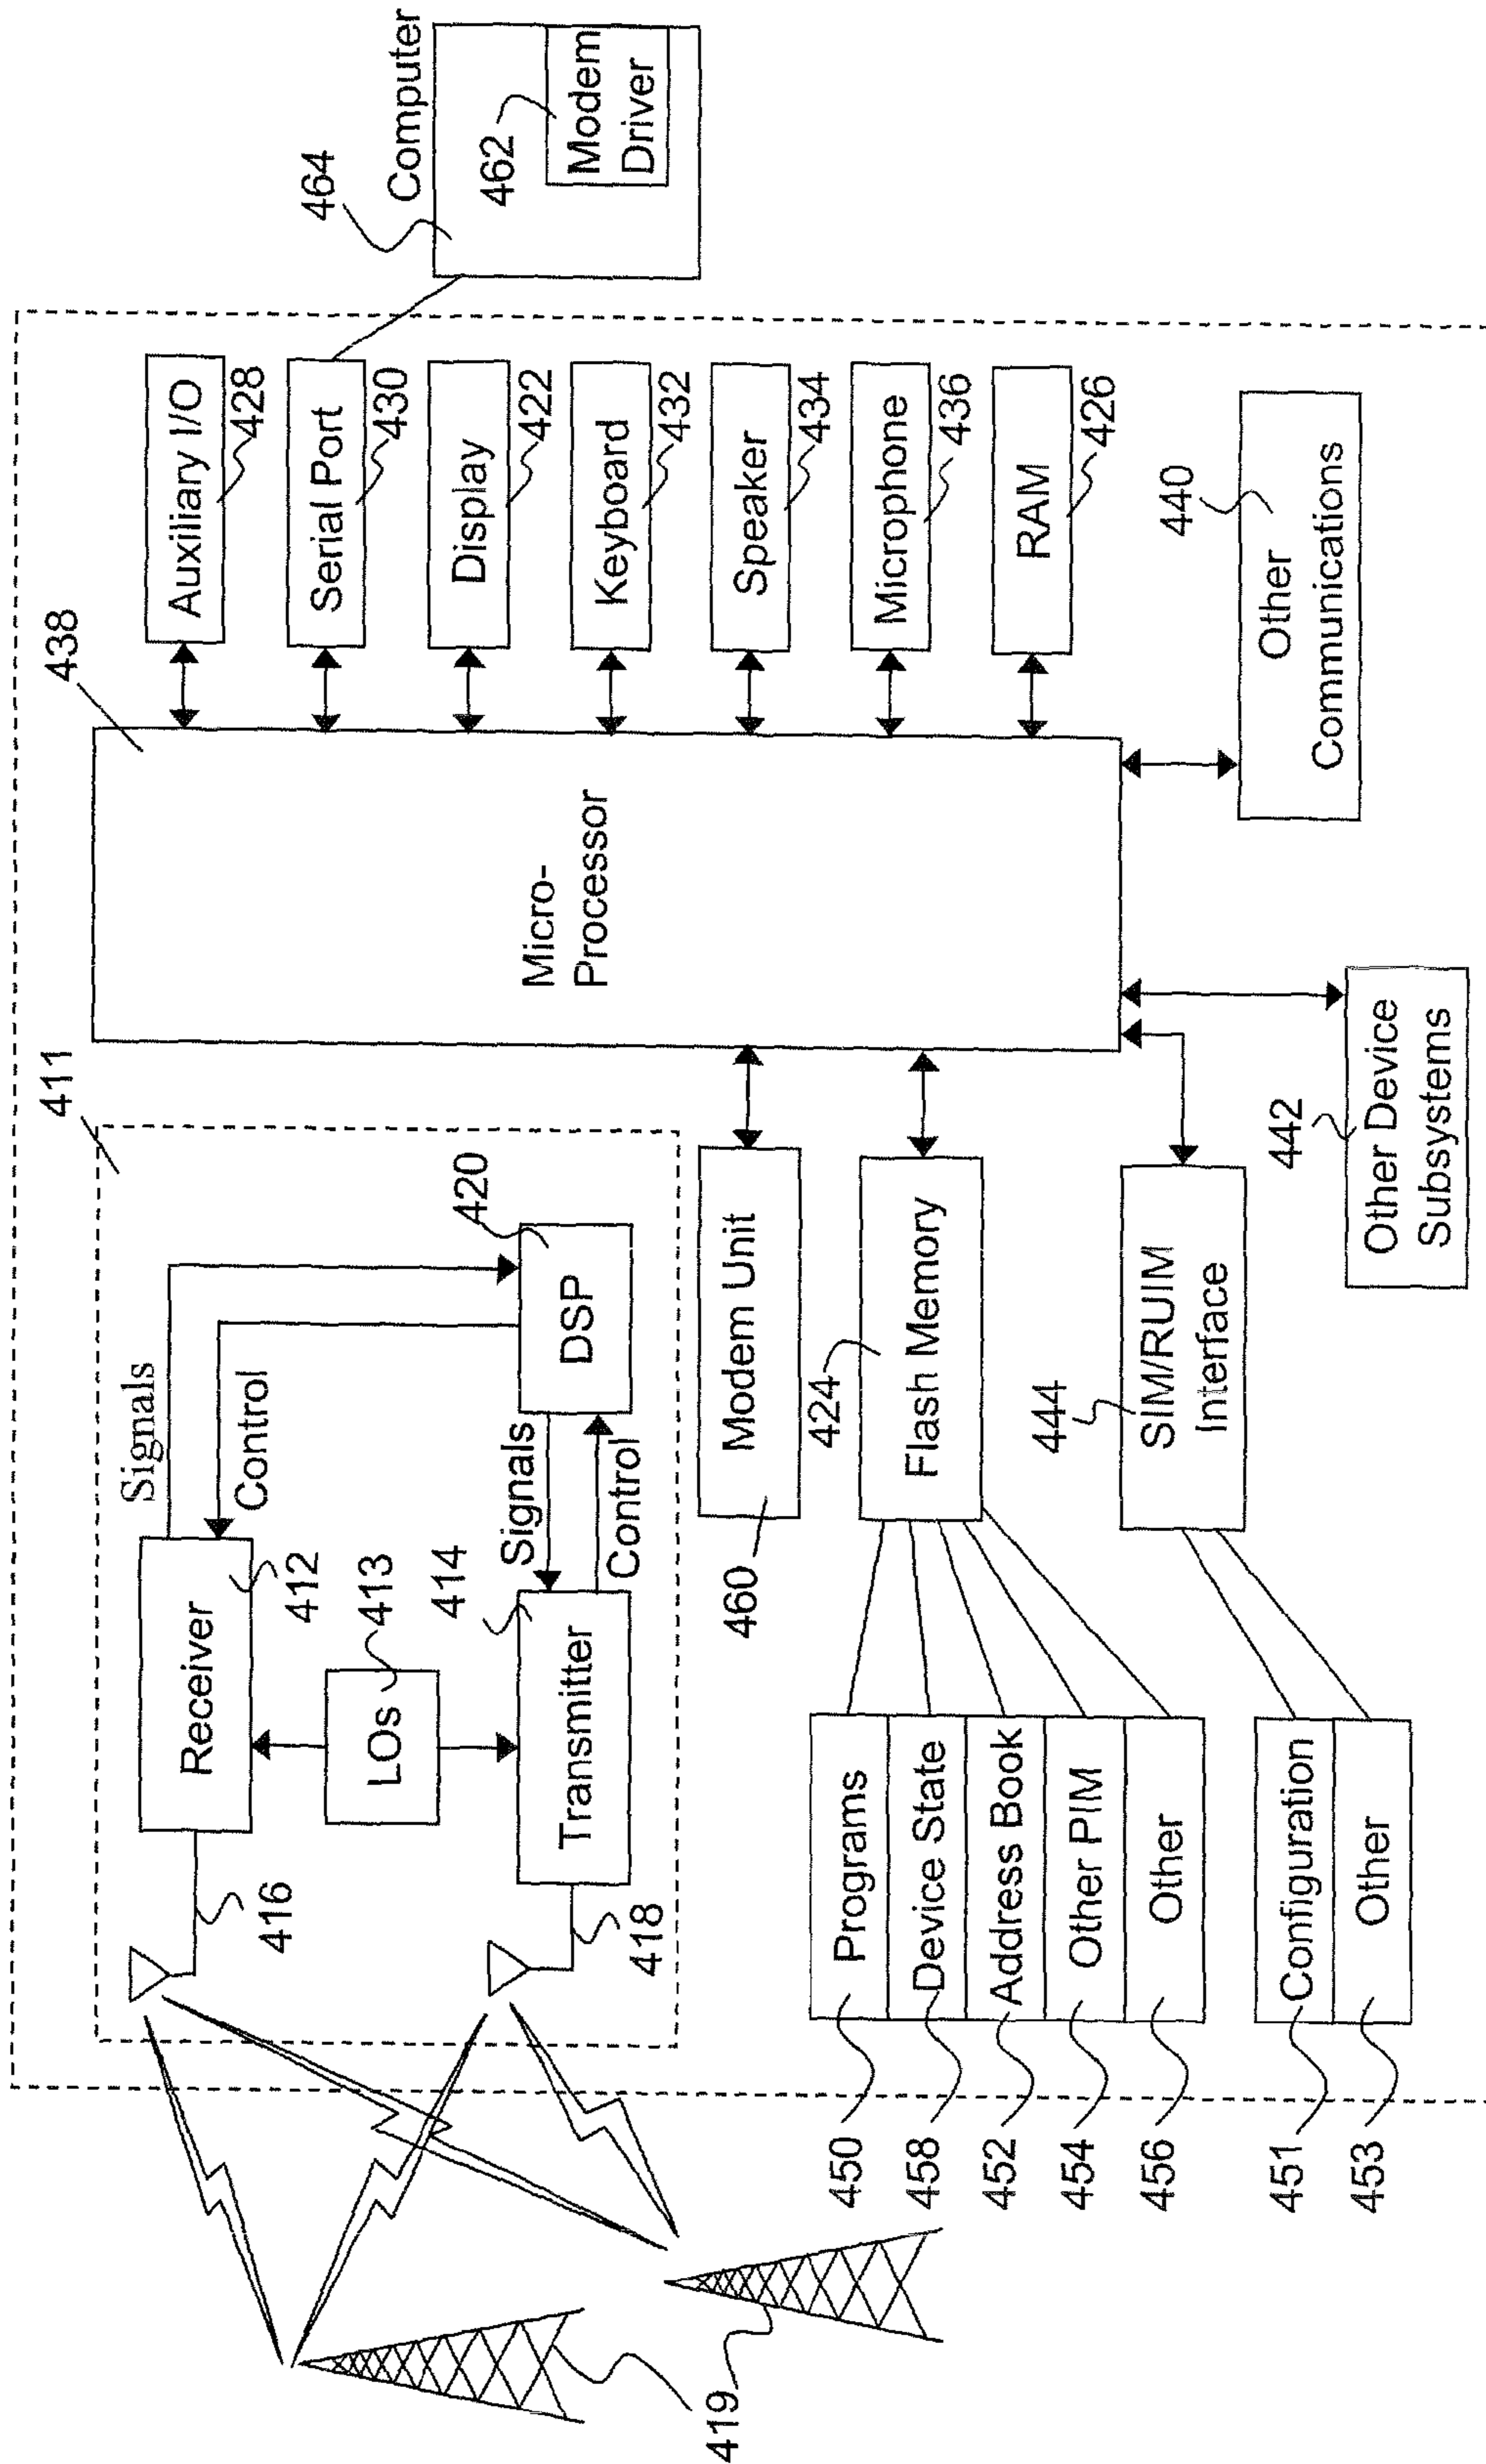 411
438
Signals
Control
Receiver
412
416
LOs
413
Signals
414
Transmitter
Control
418
420
DSP
419
Micro-
Processor
Auxiliary I/O
428
Serial Port
430
Display
422
Keyboard
432
Speaker
434
Microphone
436
RAM
426
464
Computer
462
Modem
Driver
Modem Unit
460
424
Flash Memory
Programs
450
Device State
458
Address Book
452
Other PIM
454
Other
456
444
SIM/RUIM
Interface
Configuration
451
Other
453
442
Other Device
Subsystems
440
Other
Communications